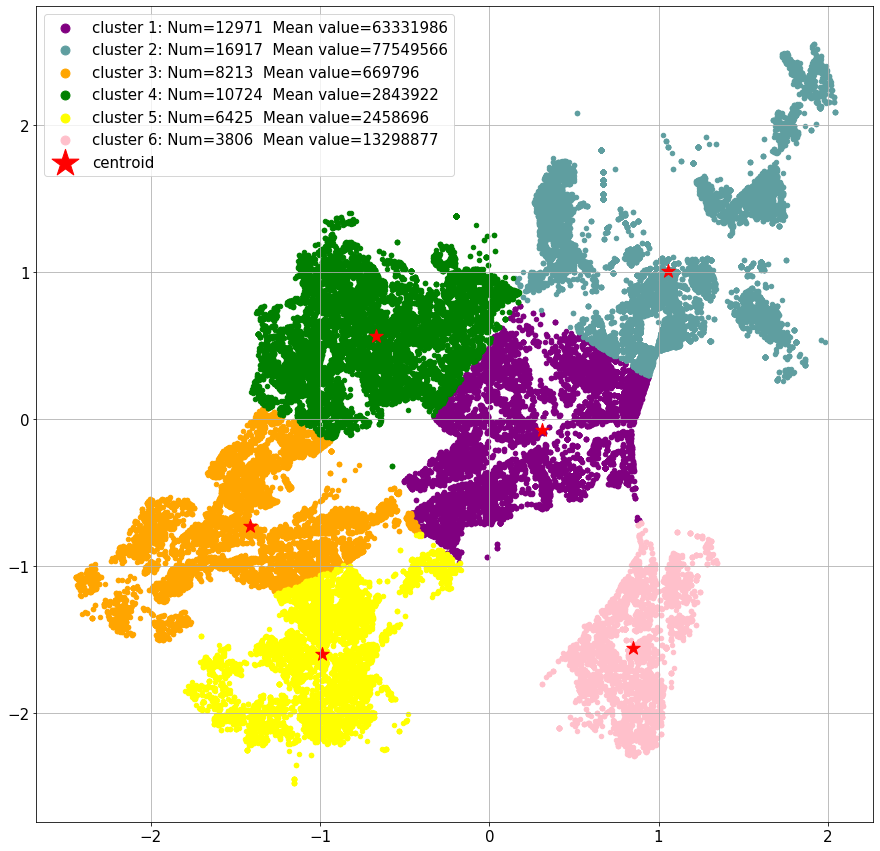 cluster 1: Num=12971 Mean value=63331986
cluster 2: Num=16917 Mean value=77549566
cluster 3: Num=8213 Mean value=669796
cluster 4: Num=10724 Mean value=2843922
cluster 5: Num=6425 Mean value=2458696
cluster 6: Num=3806 Mean value=13298877
centroid
2
1
0
−1
−2
−2 −1 0 1 2